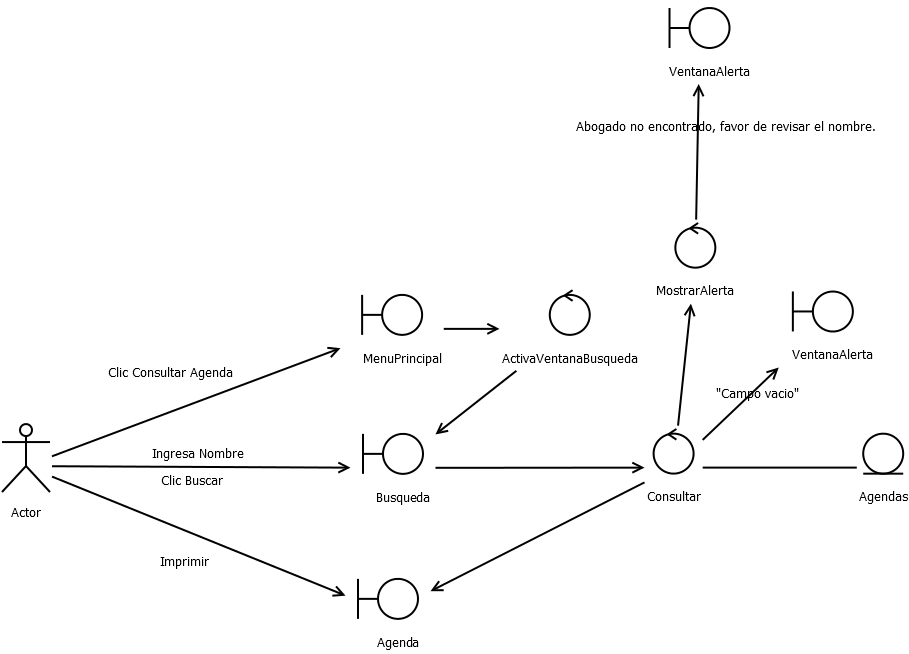 VentanaAlerta
Abogado no encontrado, favor de revisar el nombre.
MostrarAlerta
MenuPrincipal
ActivaVentanaBusqueda
VentanaAlerta
Clic Consultar Agenda
"Campo vacio"
Ingresa Nombre
Clic Buscar
Actor
Busqueda
Consultar
Agendas
Imprimir
Agenda